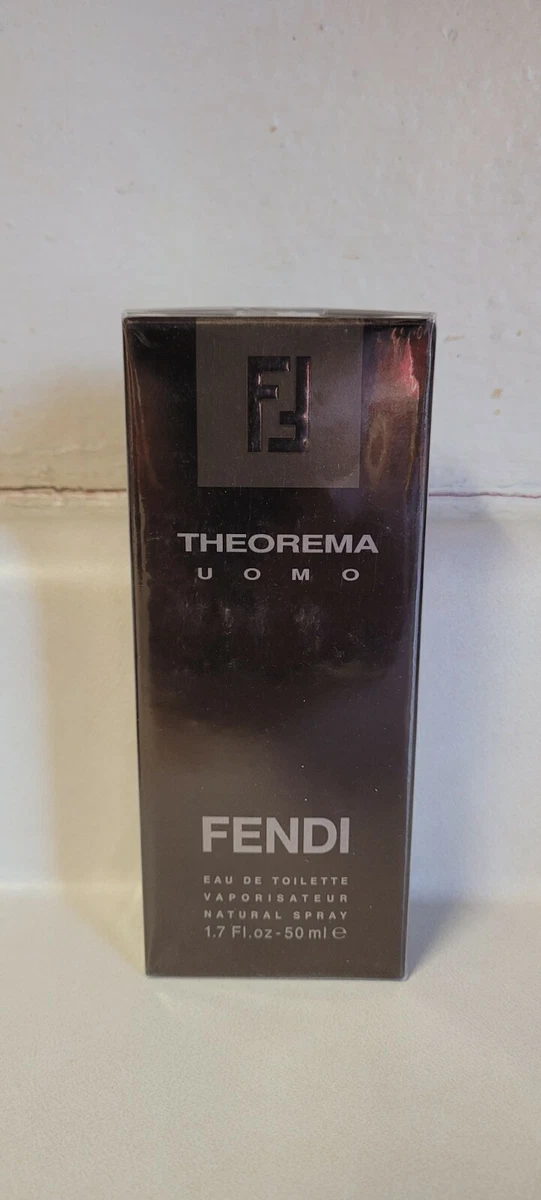 FF
THEOREMA
UOMO
FENDI
EAU DE TOILETTE
VAPORISATEUR
NATURAL SPRAY
1.7 Fl.oz-50 ml ℮